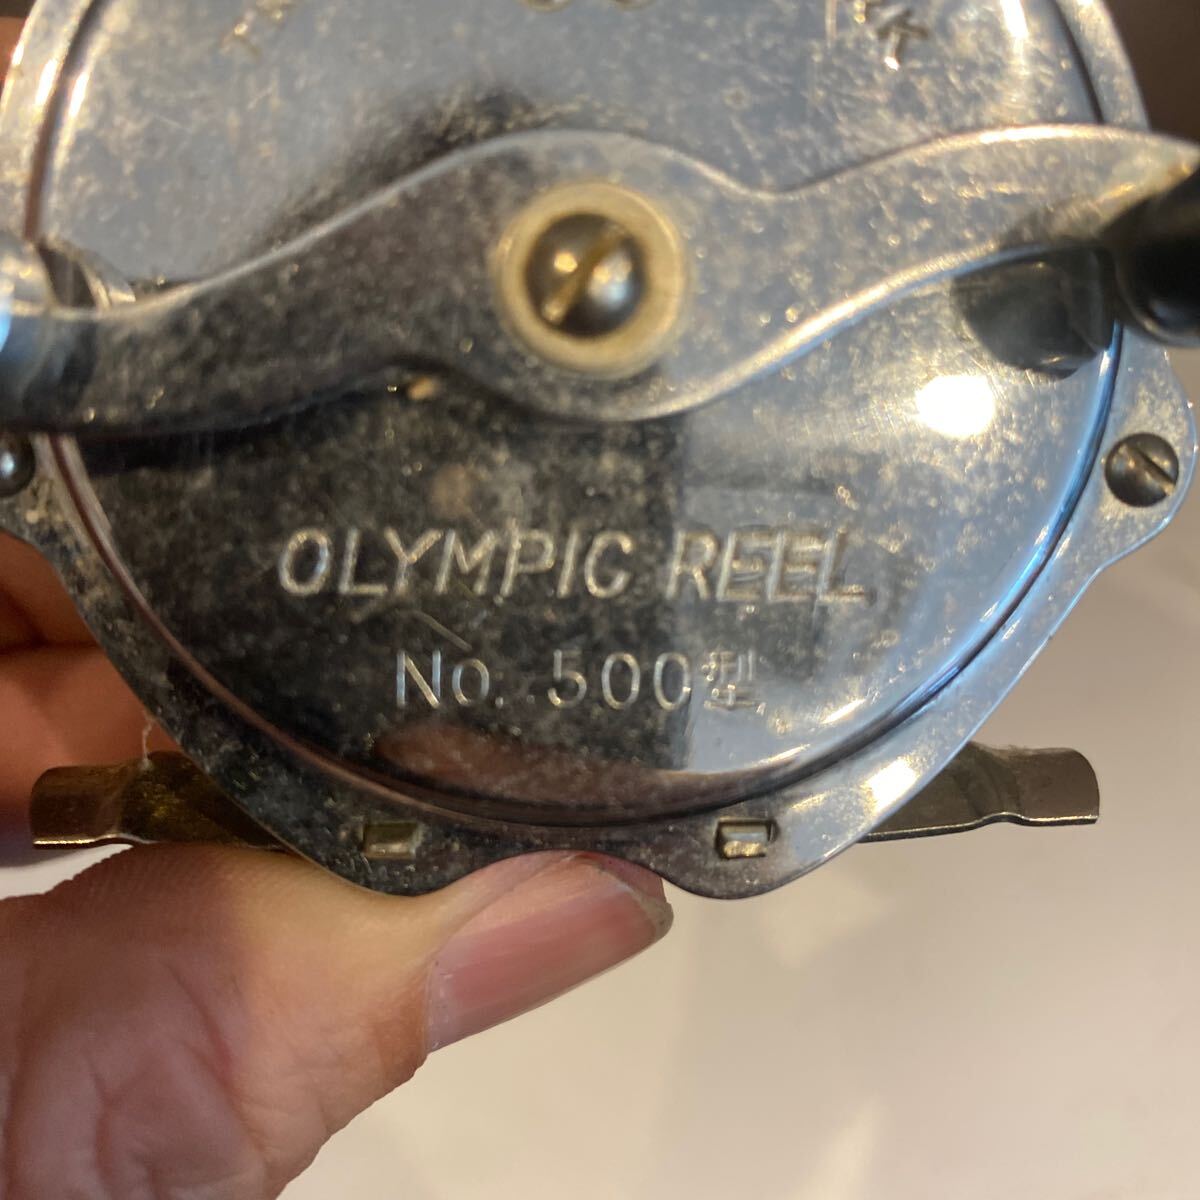 OLYMPIC REEL
No. 500型